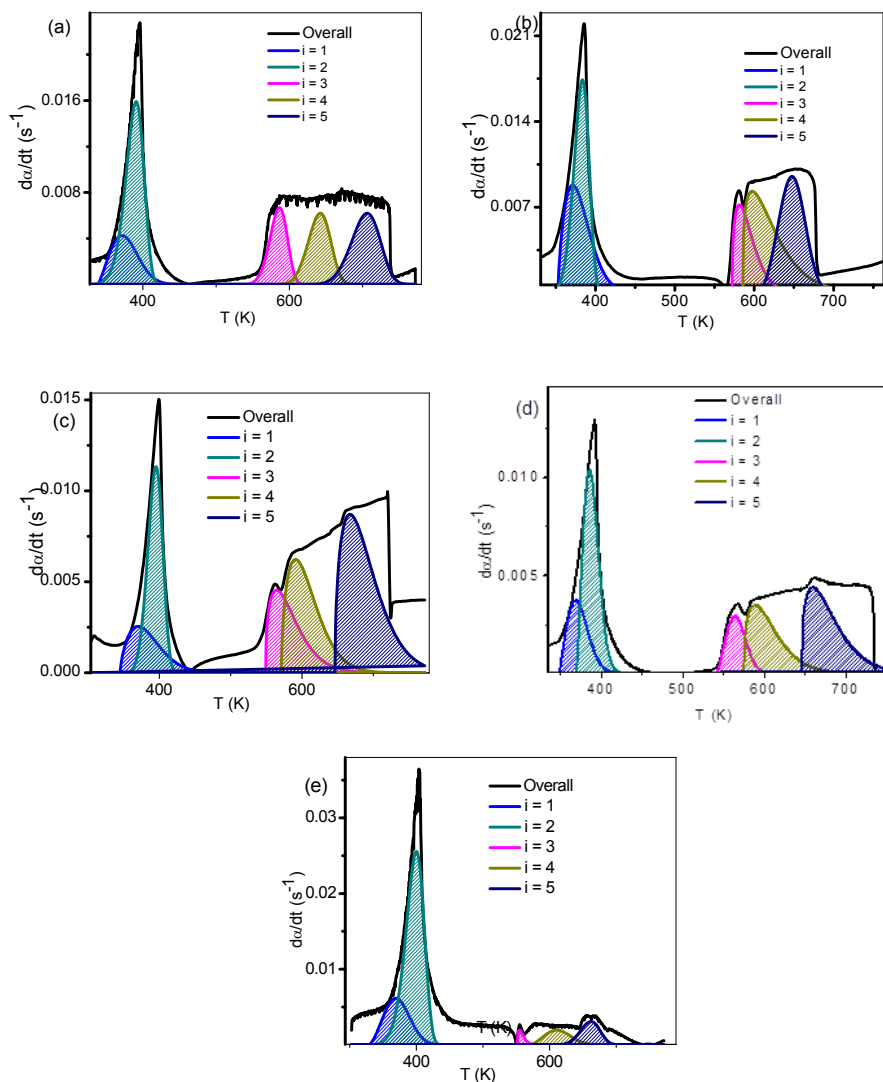 (a)
Overall
i = 1
i = 2
i = 3
i = 4
i = 5
0.016
0.008
dα/dt (s⁻¹)
400
600
T (K)
(b)
Overall
i = 1
i = 2
i = 3
i = 4
i = 5
0.021
0.014
0.007
dα/dt (s⁻¹)
400
500
600
700
T (K)
(c)
Overall
i = 1
i = 2
i = 3
i = 4
i = 5
0.015
0.010
0.005
0.000
dα/dt (s⁻¹)
400
600
T (K)
(d)
Overall
i = 1
i = 2
i = 3
i = 4
i = 5
0.010
0.005
dα/dt (s⁻¹)
400
500
600
700
T (K)
(e)
Overall
i = 1
i = 2
i = 3
i = 4
i = 5
0.03
0.02
0.01
dα/dt (s⁻¹)
T (K)
400
600